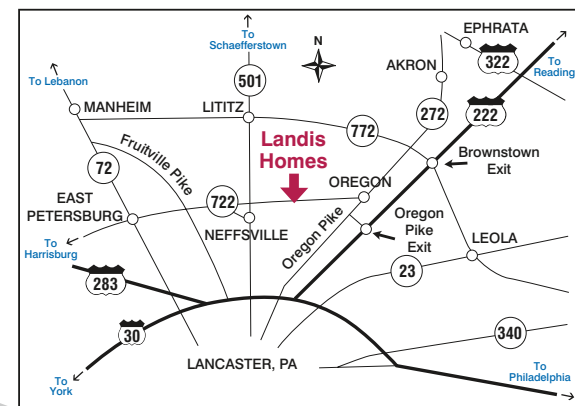 To
Schaefferstown
N
EPHRATA
322
To
Reading
To Lebanon
501
AKRON
222
MANHEIM
LITITZ
772
272
Fruitville Pike
Landis
Homes
Brownstown
Exit
72
OREGON
EAST
PETERSBURG
722
NEFFSVILLE
Oregon Pike
Oregon
Pike
Exit
To
Harrisburg
LEOLA
23
283
30
340
LANCASTER, PA
To
York
To
Philadelphia